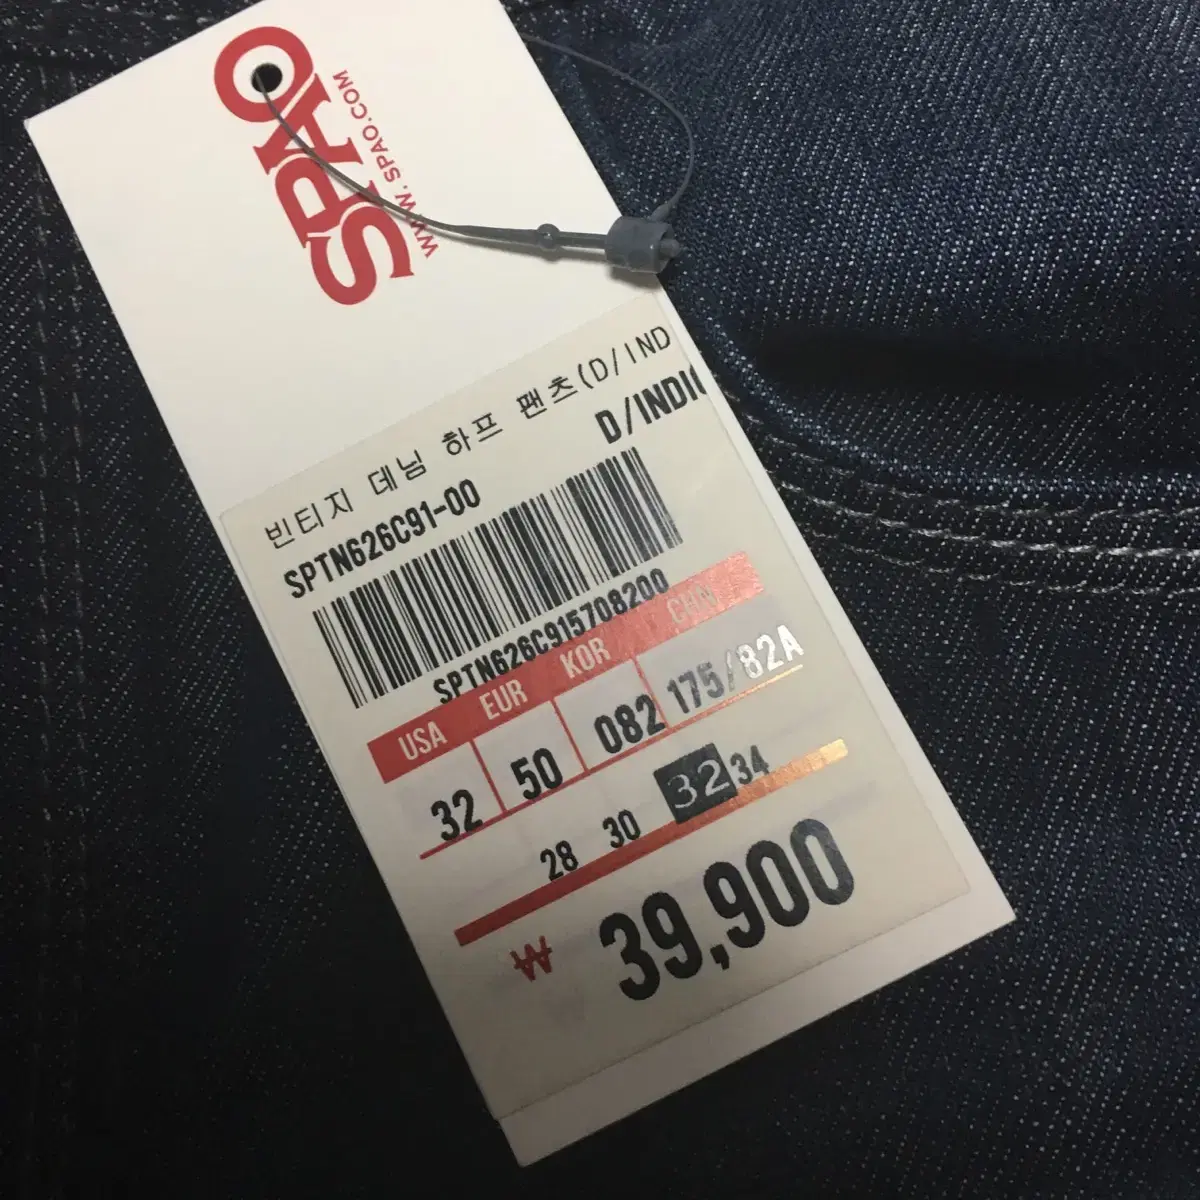 SPAO
WWW.SPAO.COM
빈티지 데님 하프 팬츠(D/IND
SPTN626C91-00
D/INDIG
SPTN626C915708200
USA EUR KOR CHN
32 50 082 175/82A
28 30 32 34
₩ 39,900